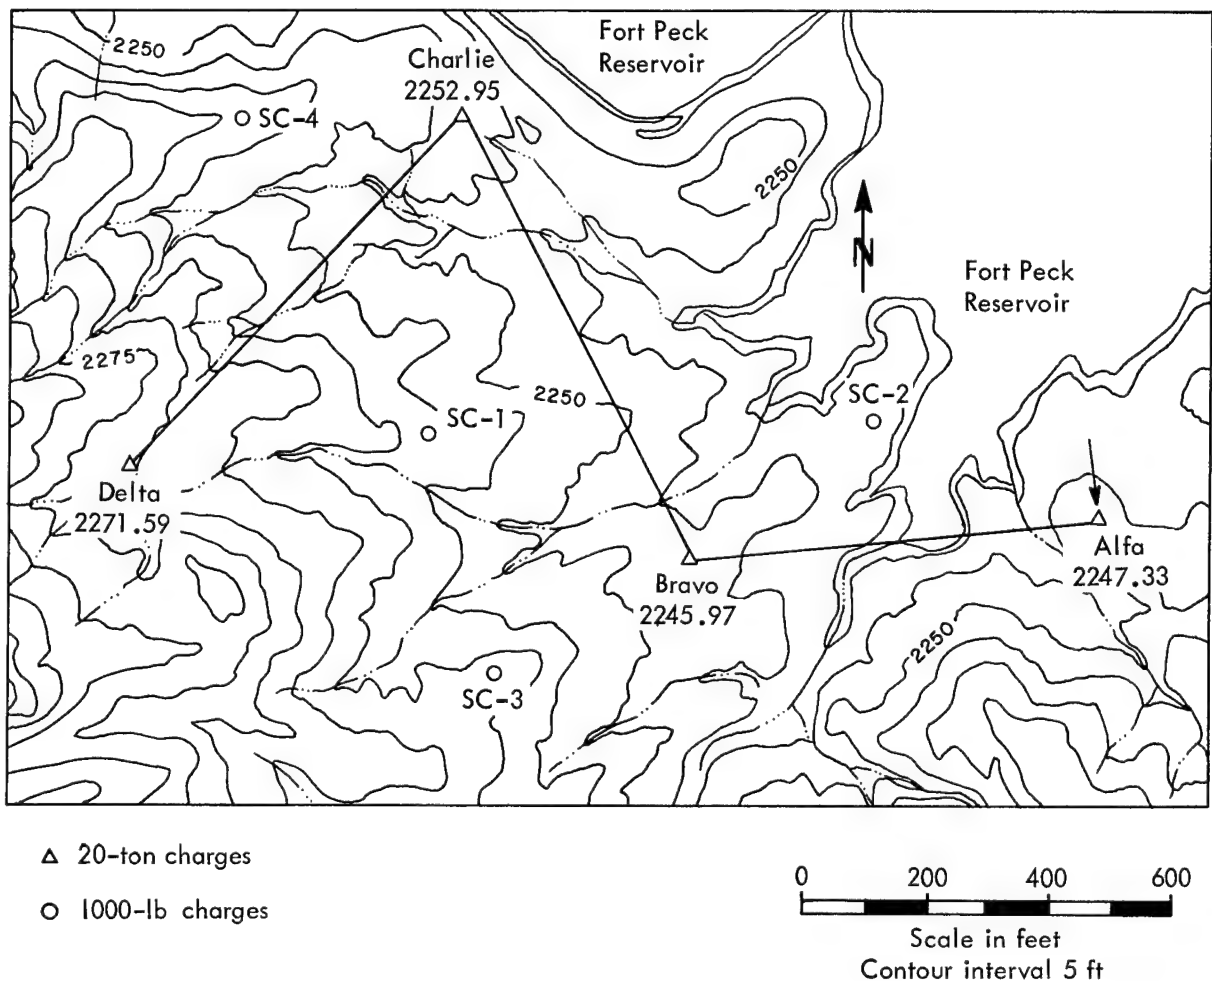 2250
Fort Peck
Reservoir
Charlie
2252.95
SC-4
2250
N
Fort Peck
Reservoir
2275
2250
SC-2
SC-1
Delta
2271.59
Alfa
2247.33
Bravo
2245.97
2250
SC-3
20-ton charges
1000-lb charges
0 200 400 600
Scale in feet
Contour interval 5 ft